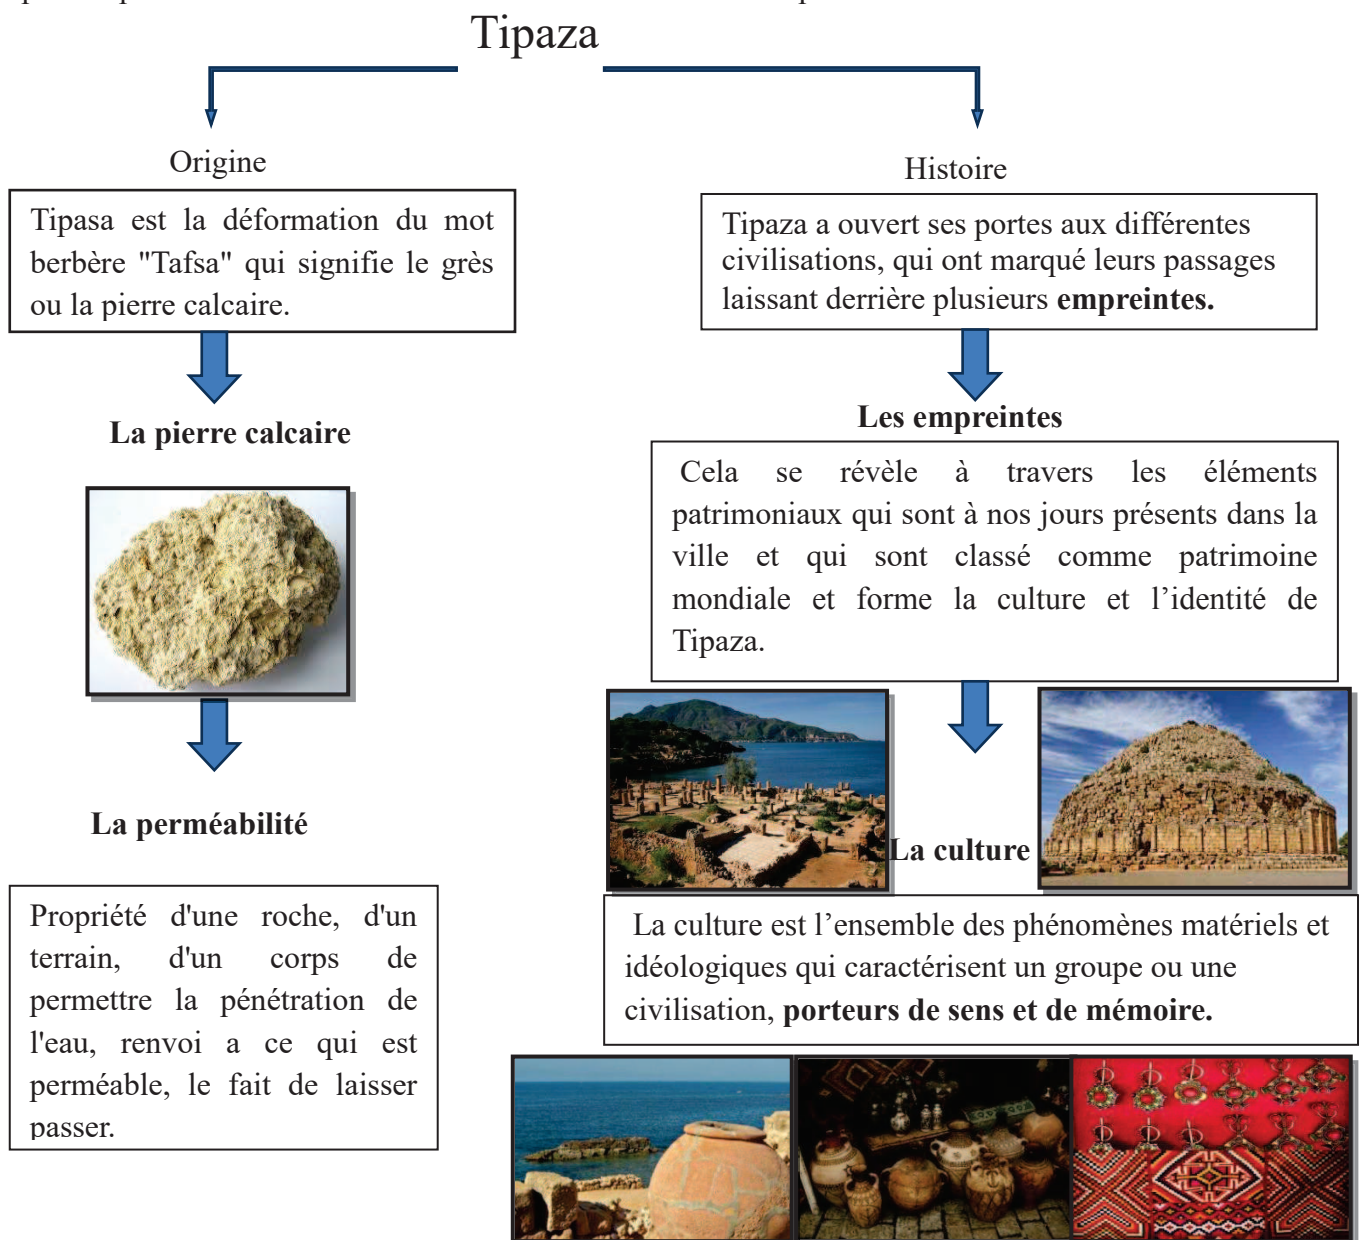 Tipaza
Origine
Tipasa est la déformation du mot
berbère "Tafsa" qui signifie le grès
ou la pierre calcaire.
La pierre calcaire
La perméabilité
Propriété d'une roche, d'un
terrain, d'un corps de
permettre la pénétration de
l'eau, renvoi a ce qui est
perméable, le fait de laisser
passer.
Histoire
Tipaza a ouvert ses portes aux différentes
civilisations, qui ont marqué leurs passages
laissant derrière plusieurs empreintes.
Les empreintes
Cela se révèle à travers les éléments
patrimoniaux qui sont à nos jours présents dans la
ville et qui sont classé comme patrimoine
mondiale et forme la culture et l’identité de
Tipaza.
La culture
La culture est l’ensemble des phénomènes matériels et
idéologiques qui caractérisent un groupe ou une
civilisation, porteurs de sens et de mémoire.